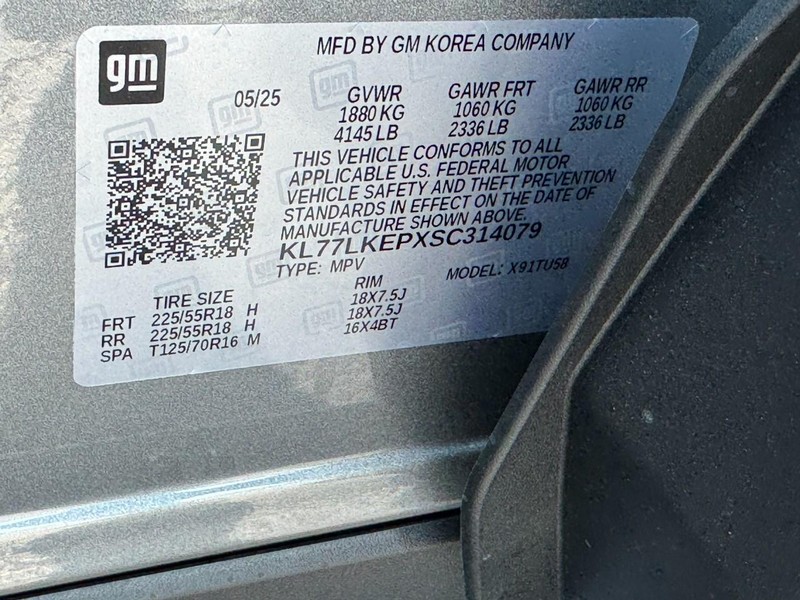 gm
MFD BY GM KOREA COMPANY
05/25 GVWR GAWR FRT GAWR RR
1880 KG 1060 KG 1060 KG
4145 LB 2336 LB 2336 LB
THIS VEHICLE CONFORMS TO ALL
APPLICABLE U.S. FEDERAL MOTOR
VEHICLE SAFETY AND THEFT PREVENTION
STANDARDS IN EFFECT ON THE DATE OF
MANUFACTURE SHOWN ABOVE.
KL77LKEPXSC314079
TYPE: MPV MODEL: X91TU58
TIRE SIZE RIM
FRT 225/55R18 H 18X7.5J
RR 225/55R18 H 18X7.5J
SPA T125/70R16 M 16X4BT